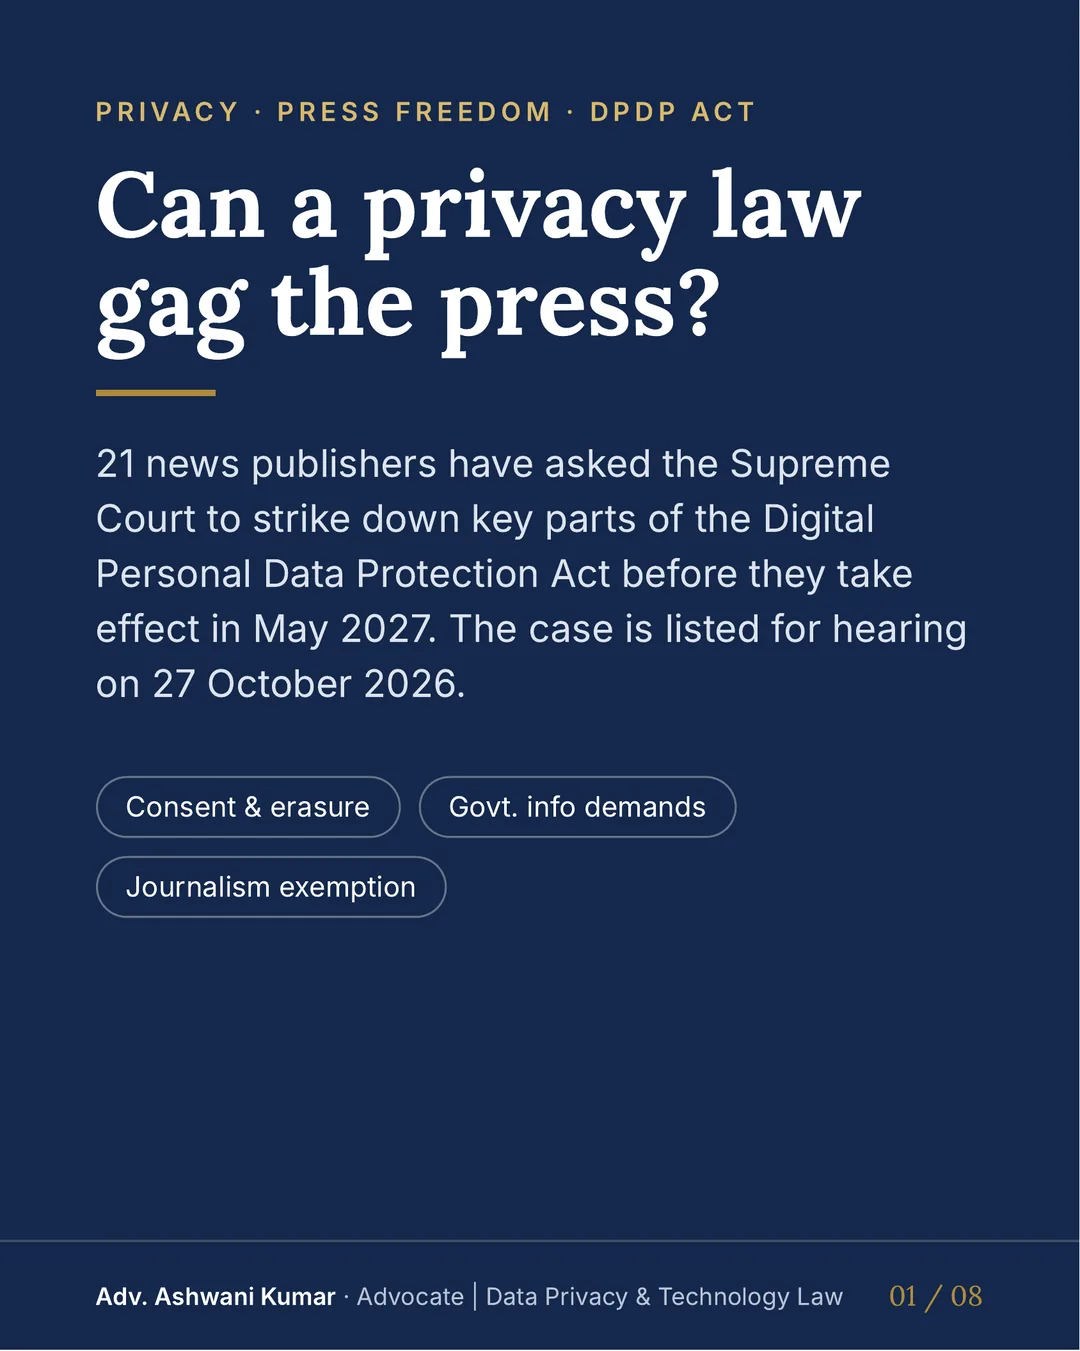 PRIVACY · PRESS FREEDOM · DPDP ACT
Can a privacy law
gag the press?
21 news publishers have asked the Supreme
Court to strike down key parts of the Digital
Personal Data Protection Act before they take
effect in May 2027. The case is listed for hearing
on 27 October 2026.
Consent & erasure
Govt. info demands
Journalism exemption
Adv. Ashwani Kumar · Advocate | Data Privacy & Technology Law
01 / 08